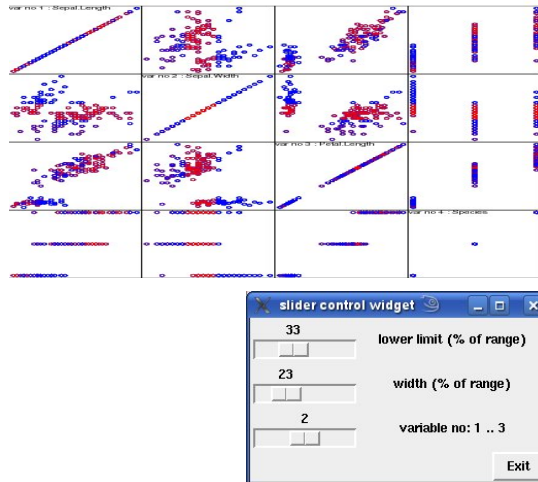 var no 1 : Sepal.Length
var no 2 : Sepal.Width
var no 3 : Petal.Length
var no 4 : Species
slider control widget
33
lower limit (% of range)
23
width (% of range)
2
variable no: 1 .. 3
Exit